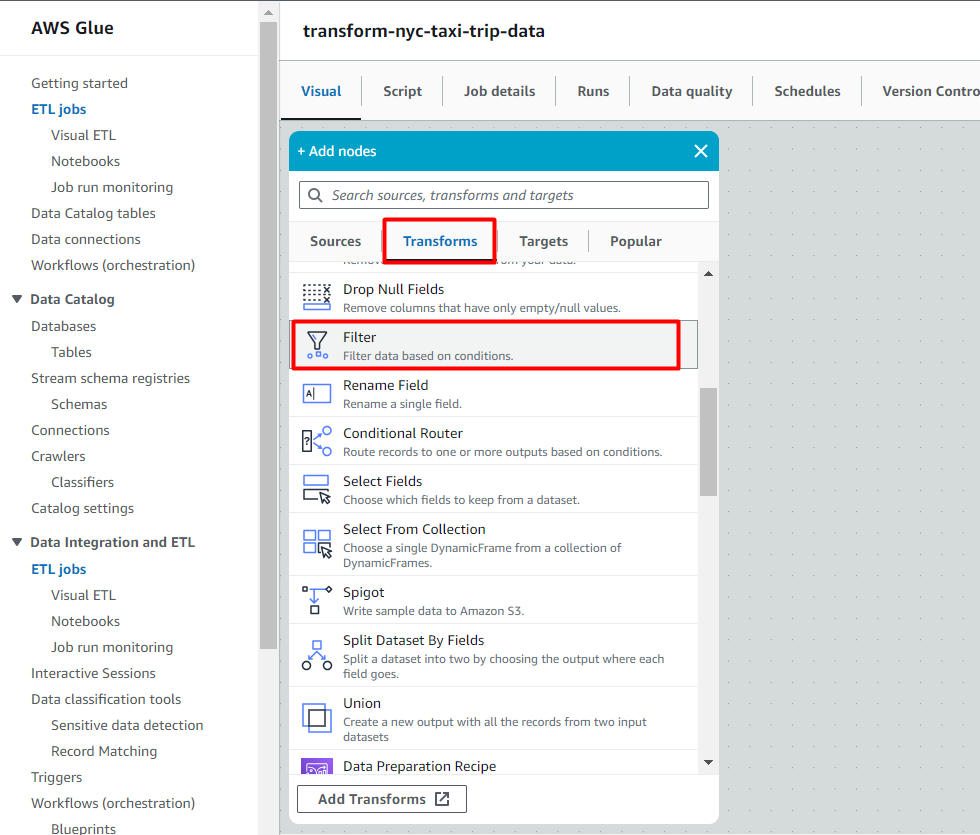 AWS Glue
Getting started
ETL jobs
Visual ETL
Notebooks
Job run monitoring
Data Catalog tables
Data connections
Workflows (orchestration)
Data Catalog
Databases
Tables
Stream schema registries
Schemas
Connections
Crawlers
Classifiers
Catalog settings
Data Integration and ETL
ETL jobs
Visual ETL
Notebooks
Job run monitoring
Interactive Sessions
Data classification tools
Sensitive data detection
Record Matching
Triggers
Workflows (orchestration)
Blueprints
transform-nyc-taxi-trip-data
Visual
Script
Job details
Runs
Data quality
Schedules
Version Contro
+ Add nodes
Search sources, transforms and targets
Sources
Transforms
Targets
Popular
from your data.
Drop Null Fields
Remove columns that have only empty/null values.
Filter
Filter data based on conditions.
Rename Field
Rename a single field.
Conditional Router
Route records to one or more outputs based on conditions.
Select Fields
Choose which fields to keep from a dataset.
Select From Collection
Choose a single DynamicFrame from a collection of
DynamicFrames.
Spigot
Write sample data to Amazon S3.
Split Dataset By Fields
Split a dataset into two by choosing the output where each
field goes.
Union
Create a new output with all the records from two input
datasets
Data Preparation Recipe
Add Transforms